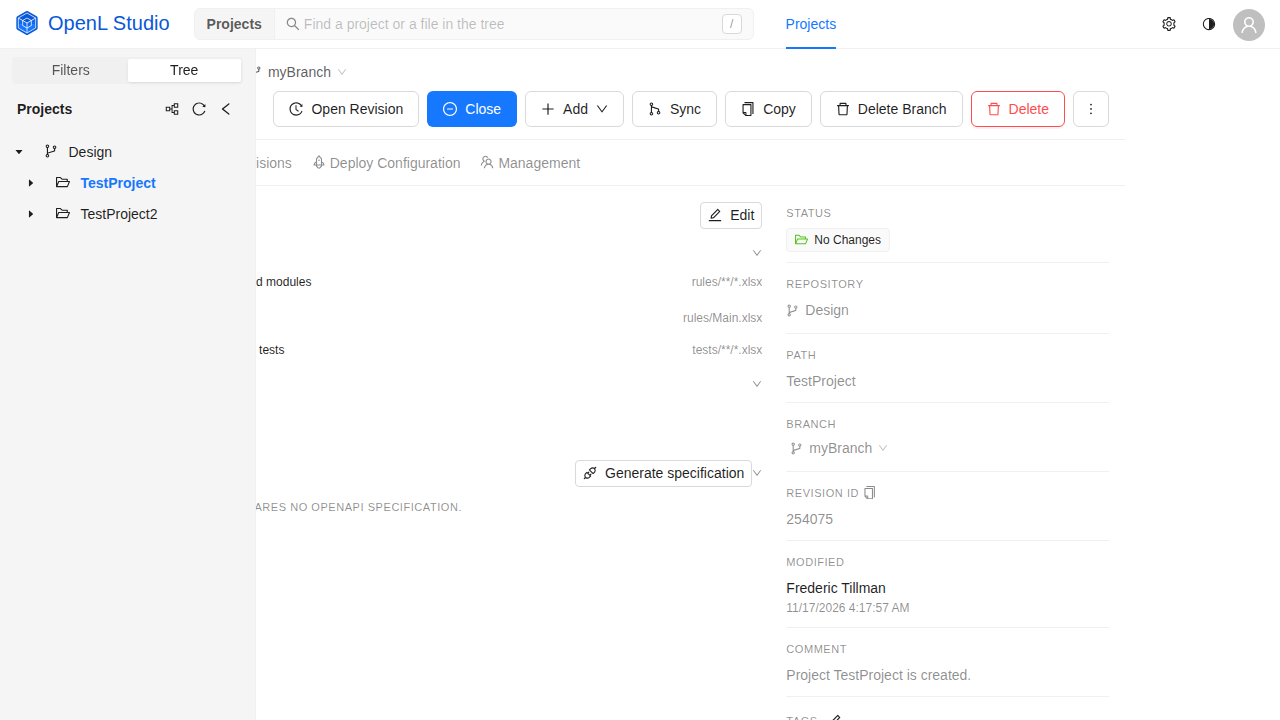 OpenL Studio
Projects
Find a project or a file in the tree
/
Projects
Filters
Tree
Projects
Design
TestProject
TestProject2
myBranch
Open Revision
Close
Add
Sync
Copy
Delete Branch
Delete
isions
Deploy Configuration
Management
Edit
d modules
rules/**/*.xlsx
rules/Main.xlsx
tests
tests/**/*.xlsx
Generate specification
ARES NO OPENAPI SPECIFICATION.
STATUS
No Changes
REPOSITORY
Design
PATH
TestProject
BRANCH
myBranch
REVISION ID
254075
MODIFIED
Frederic Tillman
11/17/2026 4:17:57 AM
COMMENT
Project TestProject is created.
TAGS